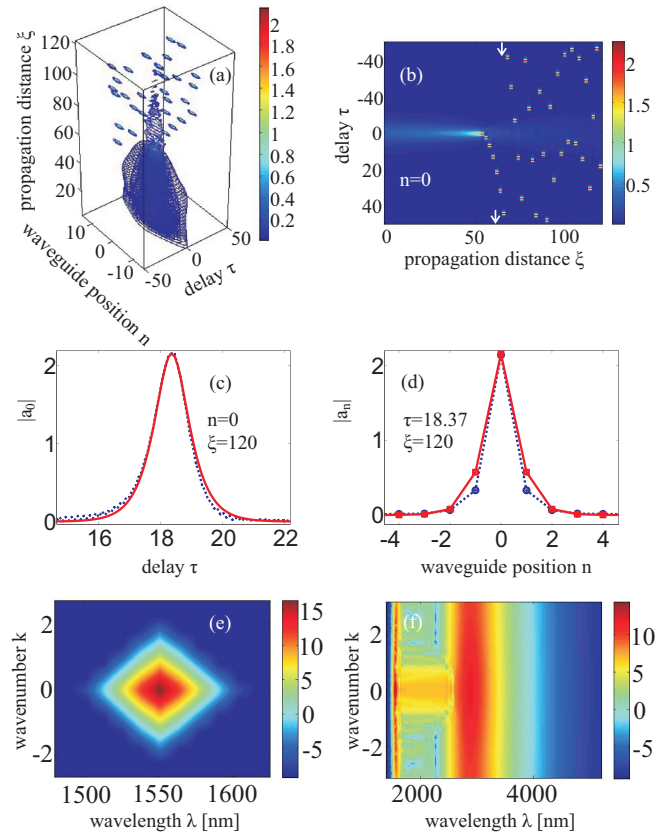 (a)
propagation distance ξ
120
100
80
60
40
20
10
0
-10
-50
0
50
waveguide position n
delay τ
2
1.8
1.6
1.4
1.2
1
0.8
0.6
0.4
0.2
(b)
delay τ
-40
-40
0
20
40
n=0
0
50
100
propagation distance ξ
2
1.5
1
0.5
(c)
|a0|
2
1
0
n=0
ξ=120
16
18
20
22
delay τ
(d)
|an|
2
1
0
τ=18.37
ξ=120
-4
-2
0
2
4
waveguide position n
(e)
wavenumber k
2
0
-2
1500
1550
1600
wavelength λ [nm]
15
10
5
0
-5
(f)
wavenumber k
2
0
-2
2000
4000
wavelength λ [nm]
10
5
0
-5